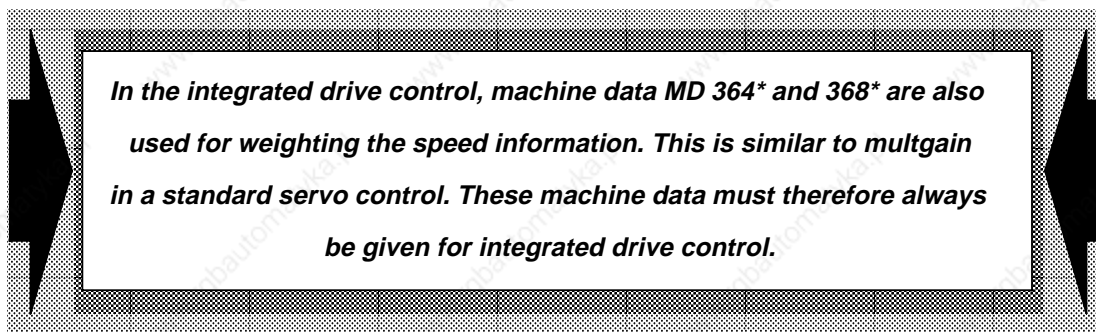 In the integrated drive control, machine data MD 364* and 368* are also
used for weighting the speed information. This is similar to multgain
in a standard servo control. These machine data must therefore always
be given for integrated drive control.